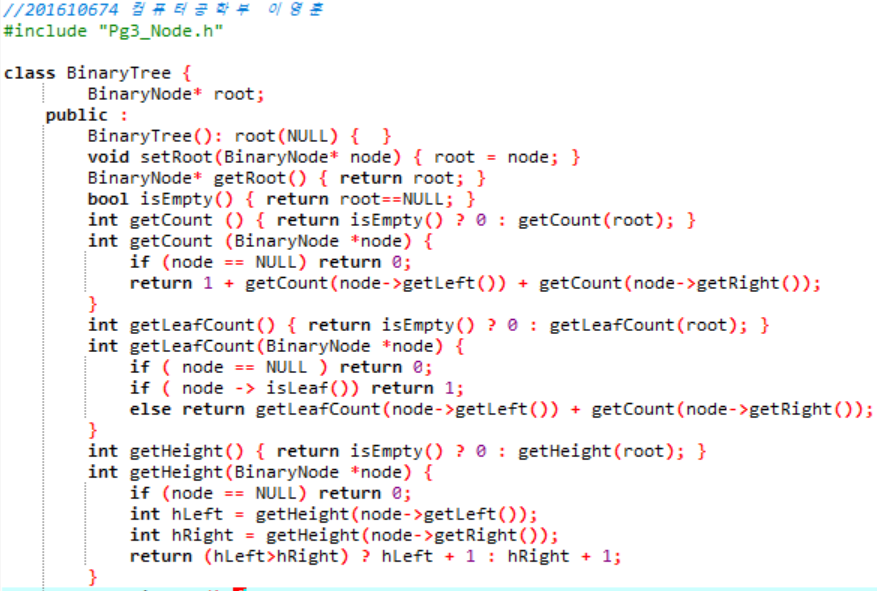 //201610674 컴퓨터공학부 이영훈
#include "Pg3_Node.h"
class BinaryTree {
BinaryNode* root;
public :
BinaryTree(): root(NULL) {  }
void setRoot(BinaryNode* node) { root = node; }
BinaryNode* getRoot() { return root; }
bool isEmpty() { return root==NULL; }
int getCount () { return isEmpty() ? 0 : getCount(root); }
int getCount (BinaryNode *node) {
if (node == NULL) return 0;
return 1 + getCount(node->getLeft()) + getCount(node->getRight());
}
int getLeafCount() { return isEmpty() ? 0 : getLeafCount(root); }
int getLeafCount(BinaryNode *node) {
if ( node == NULL ) return 0;
if ( node -> isLeaf()) return 1;
else return getLeafCount(node->getLeft()) + getCount(node->getRight());
}
int getHeight() { return isEmpty() ? 0 : getHeight(root); }
int getHeight(BinaryNode *node) {
if (node == NULL) return 0;
int hLeft = getHeight(node->getLeft());
int hRight = getHeight(node->getRight());
return (hLeft>hRight) ? hLeft + 1 : hRight + 1;
}